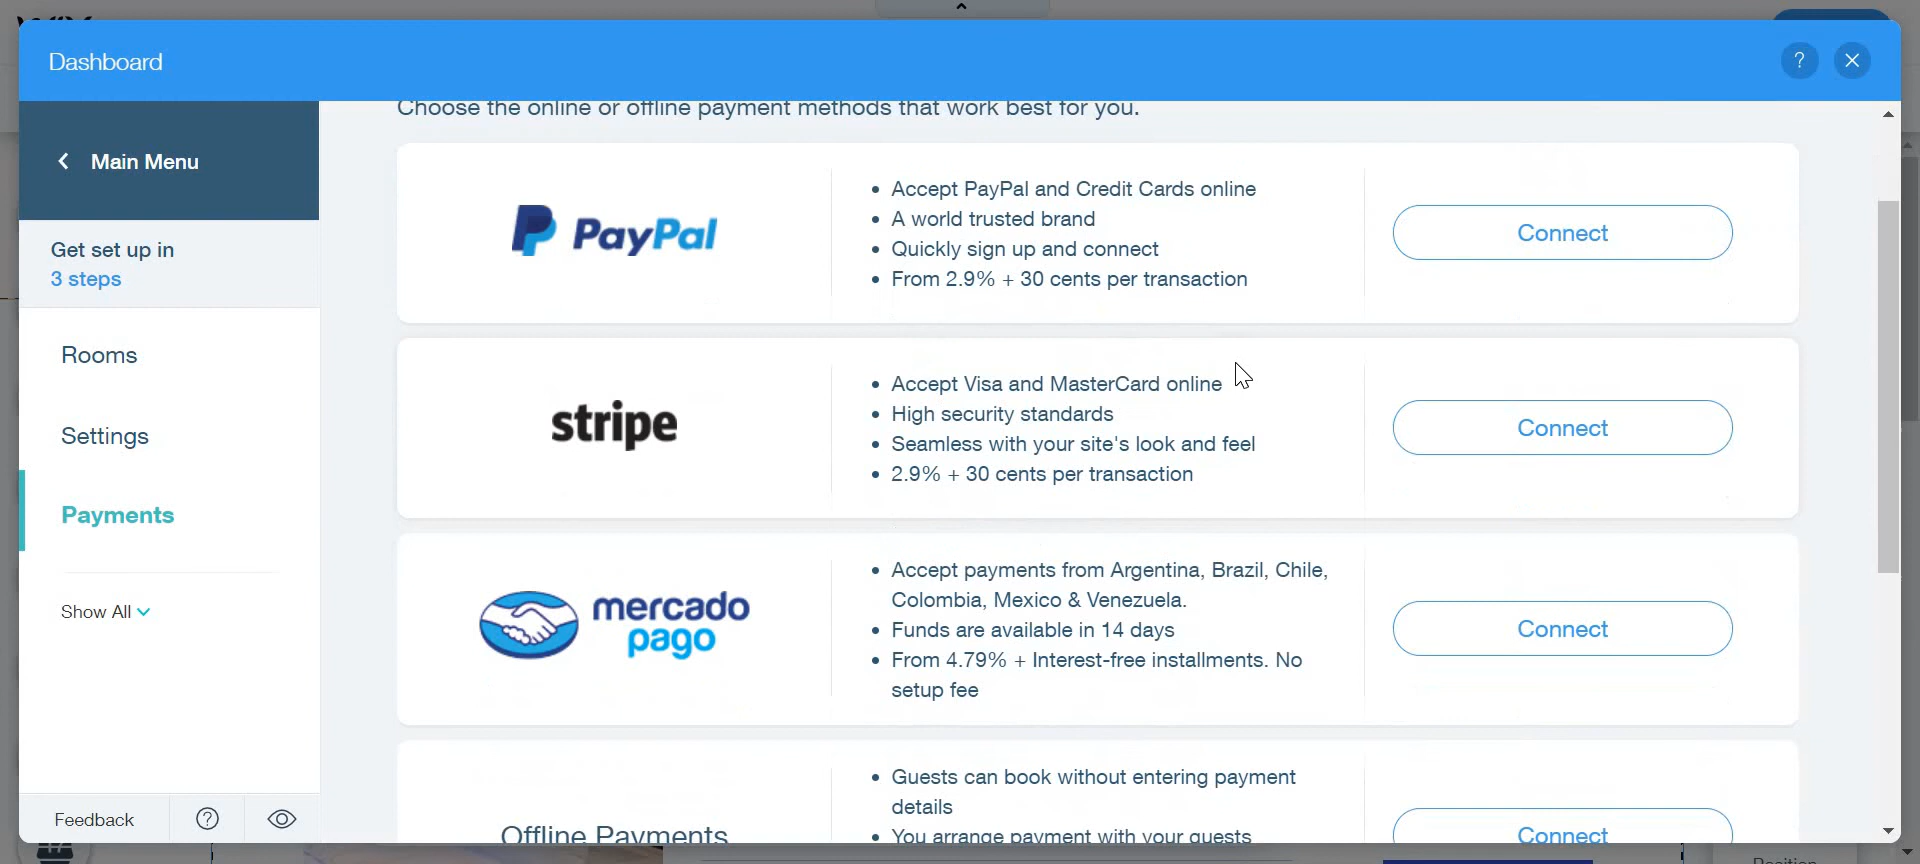 Dashboard
?
Choose the online or offline payment methods that work best for you.
Main Menu
Get set up in
3 steps
Rooms
Settings
Payments
Show All
Feedback
?
PayPal
• Accept PayPal and Credit Cards online
• A world trusted brand
• Quickly sign up and connect
• From 2.9% + 30 cents per transaction
Connect
stripe
• Accept Visa and MasterCard online
• High security standards
• Seamless with your site's look and feel
• 2.9% + 30 cents per transaction
Connect
mercado
pago
• Accept payments from Argentina, Brazil, Chile,
Colombia, Mexico & Venezuela.
• Funds are available in 14 days
• From 4.79% + Interest-free installments. No
setup fee
Connect
Offline Payments
• Guests can book without entering payment
details
• You arrange payment with your guests
Connect
Position